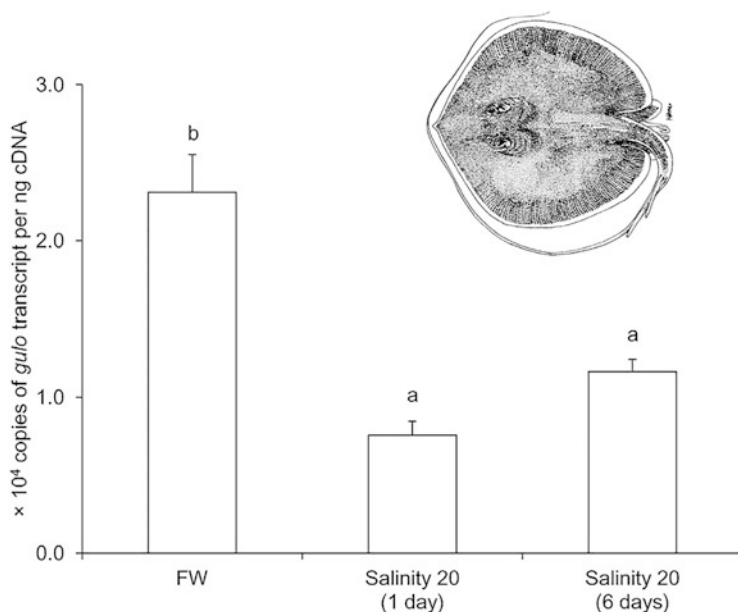 × 10⁴ copies of gulo transcript per ng cDNA
3.0
2.0
1.0
0.0
b
a
a
FW
Salinity 20
(1 day)
Salinity 20
(6 days)